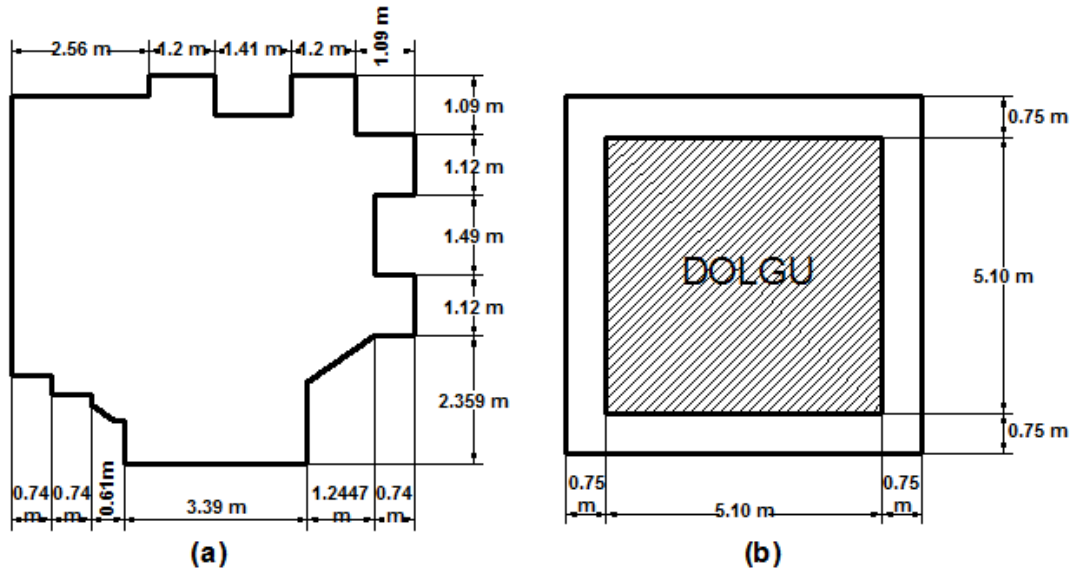 2.56 m
1.2 m
1.41 m
1.2 m
1.09 m
1.09 m
1.12 m
1.49 m
1.12 m
2.359 m
0.74 m
0.74 m
0.61m
3.39 m
1.2447 m
0.74 m
(a)
0.75 m
5.10 m
0.75 m
DOLGU
0.75 m
5.10 m
0.75 m
(b)